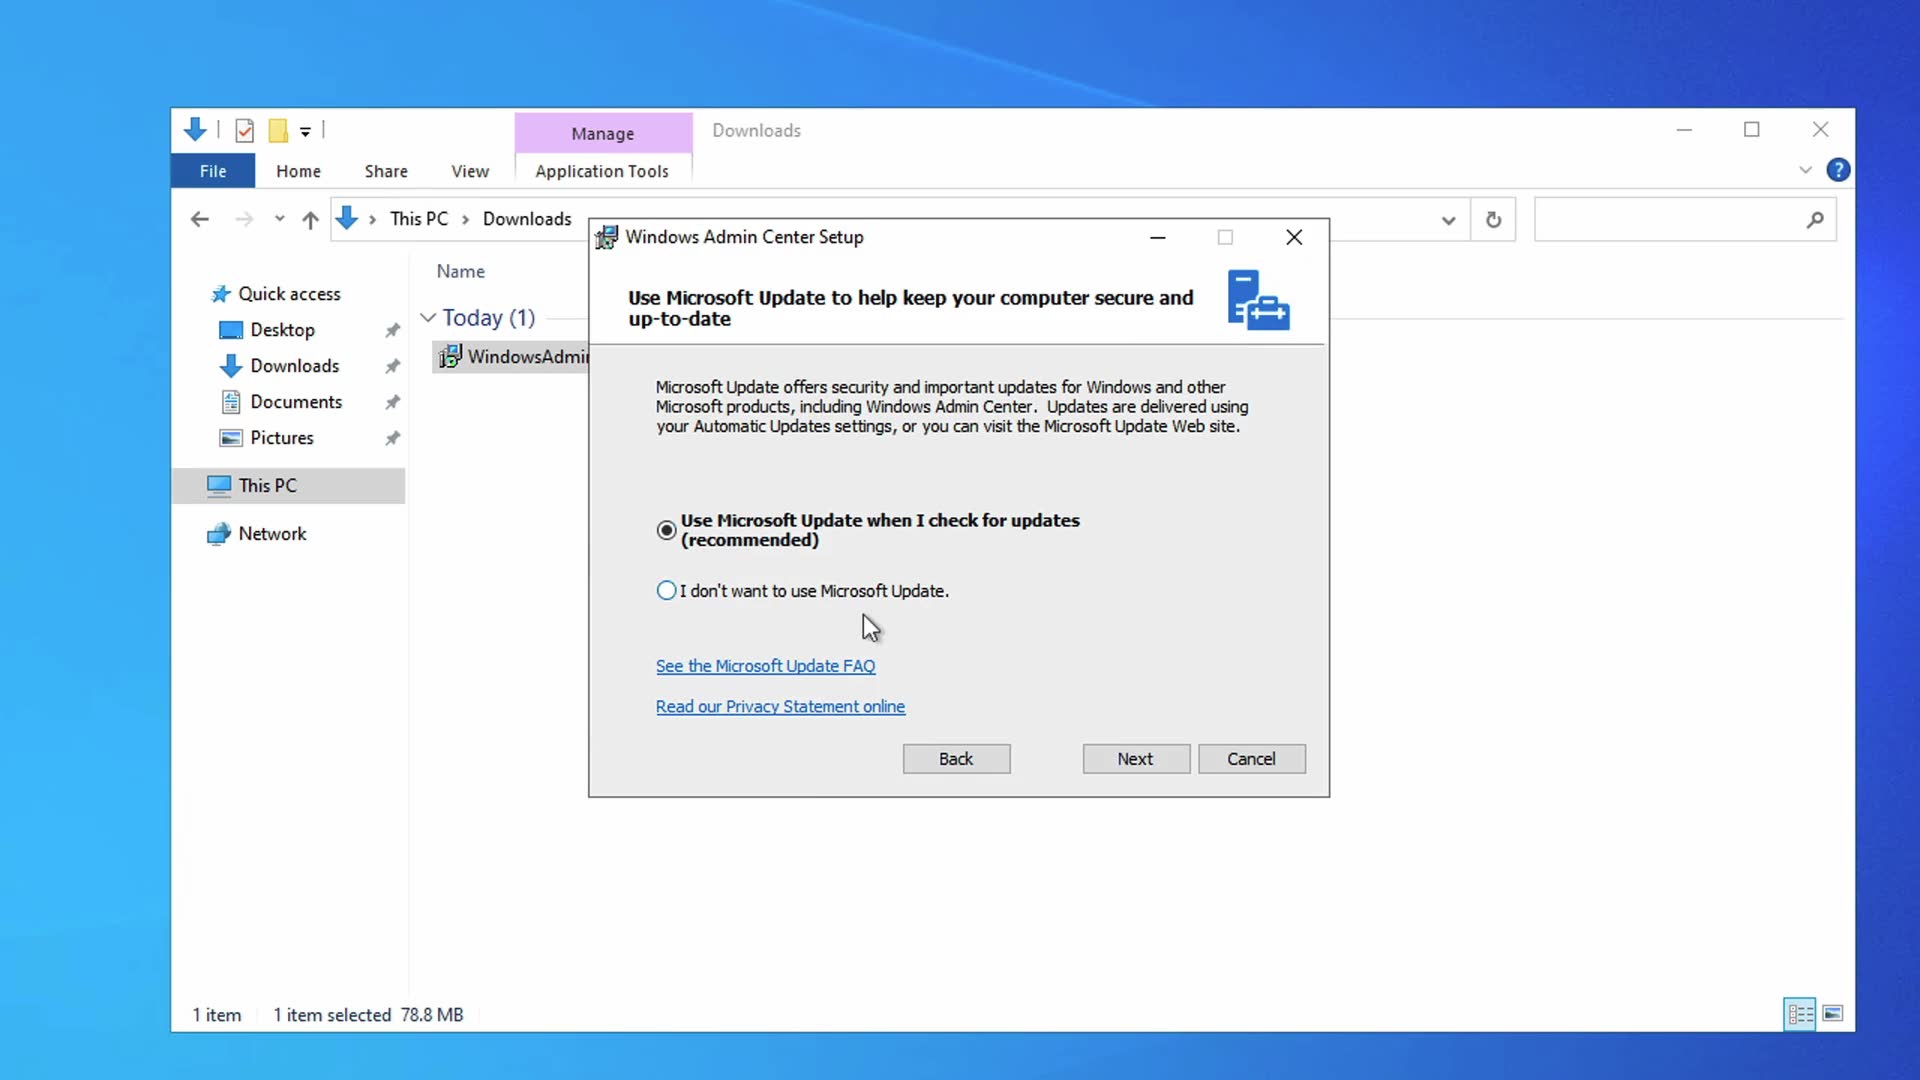 Manage
Downloads
File
Home
Share
View
Application Tools
?
This PC
Downloads
Windows Admin Center Setup
Name
Use Microsoft Update to help keep your computer secure and
up-to-date
Quick access
Today (1)
Desktop
WindowsAdmin
Downloads
Documents
Pictures
This PC
Network
Microsoft Update offers security and important updates for Windows and other
Microsoft products, including Windows Admin Center. Updates are delivered using
your Automatic Updates settings, or you can visit the Microsoft Update Web site.
Use Microsoft Update when I check for updates
(recommended)
I don't want to use Microsoft Update.
See the Microsoft Update FAQ
Read our Privacy Statement online
Back
Next
Cancel
1 item
1 item selected 78.8 MB